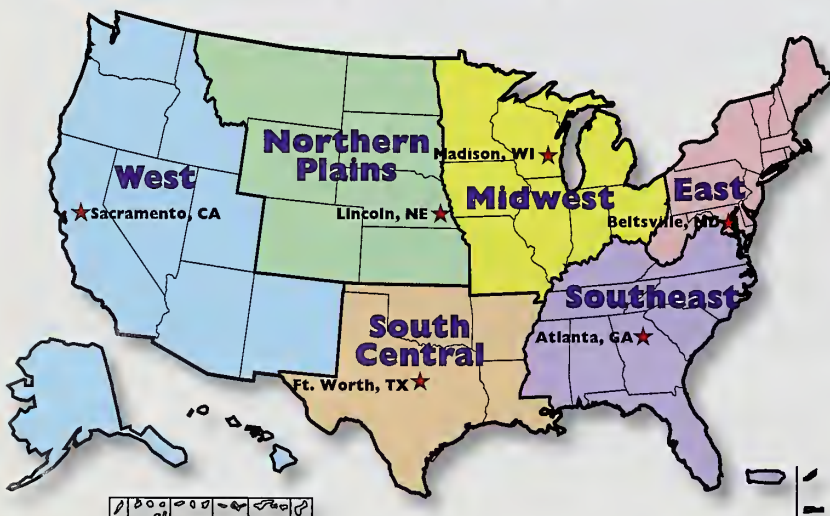 Northern
Plains
Madison, WI
West
Midwest
East
Sacramento, CA
Lincoln, NE
Beltsville, MD
Southeast
South
Central
Atlanta, GA
Ft. Worth, TX